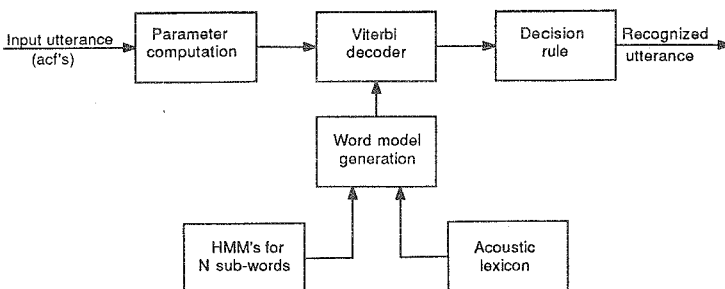 Input utterance
(acf's)
Parameter
computation
Viterbi
decoder
Decision
rule
Recognized
utterance
Word model
generation
HMM's for
N sub-words
Acoustic
lexicon